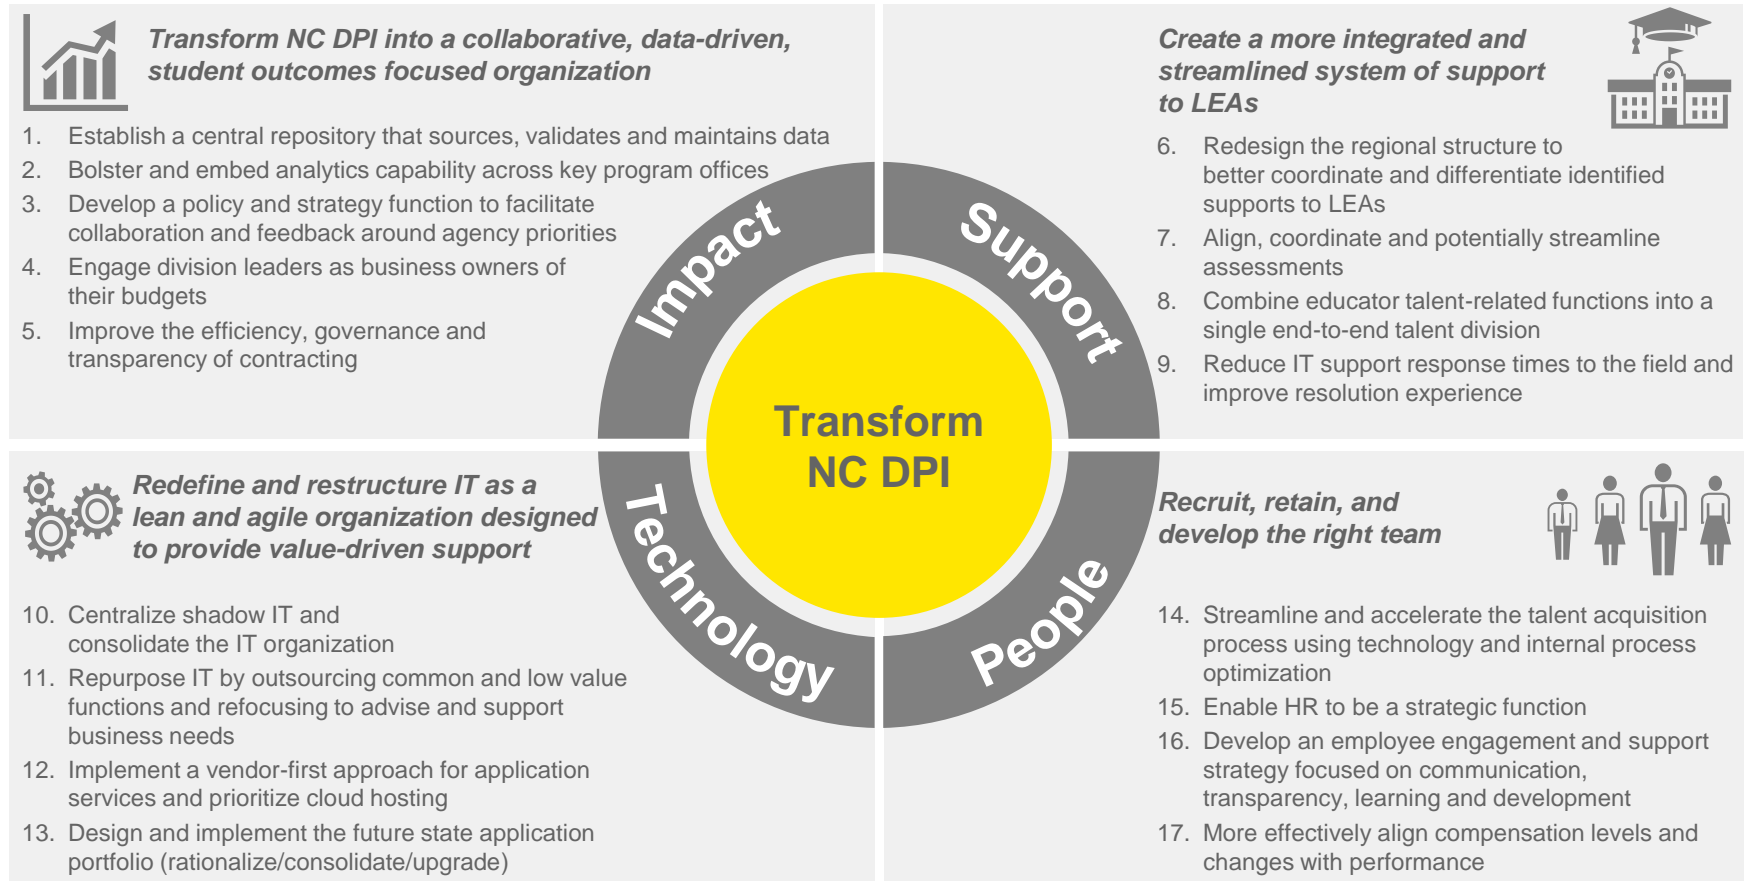 Transform NC DPI into a collaborative, data-driven,
student outcomes focused organization
1. Establish a central repository that sources, validates and maintains data
2. Bolster and embed analytics capability across key program offices
3. Develop a policy and strategy function to facilitate
collaboration and feedback around agency priorities
4. Engage division leaders as business owners of
their budgets
5. Improve the efficiency, governance and
transparency of contracting
Impact
Create a more integrated and
streamlined system of support
to LEAs
6. Redesign the regional structure to
better coordinate and differentiate identified
supports to LEAs
7. Align, coordinate and potentially streamline
assessments
8. Combine educator talent-related functions into a
single end-to-end talent division
9. Reduce IT support response times to the field and
improve resolution experience
Support
Transform
NC DPI
Redefine and restructure IT as a
lean and agile organization designed
to provide value-driven support
10. Centralize shadow IT and
consolidate the IT organization
11. Repurpose IT by outsourcing common and low value
functions and refocusing to advise and support
business needs
12. Implement a vendor-first approach for application
services and prioritize cloud hosting
13. Design and implement the future state application
portfolio (rationalize/consolidate/upgrade)
Technology
Recruit, retain, and
develop the right team
14. Streamline and accelerate the talent acquisition
process using technology and internal process
optimization
15. Enable HR to be a strategic function
16. Develop an employee engagement and support
strategy focused on communication,
transparency, learning and development
17. More effectively align compensation levels and
changes with performance
People